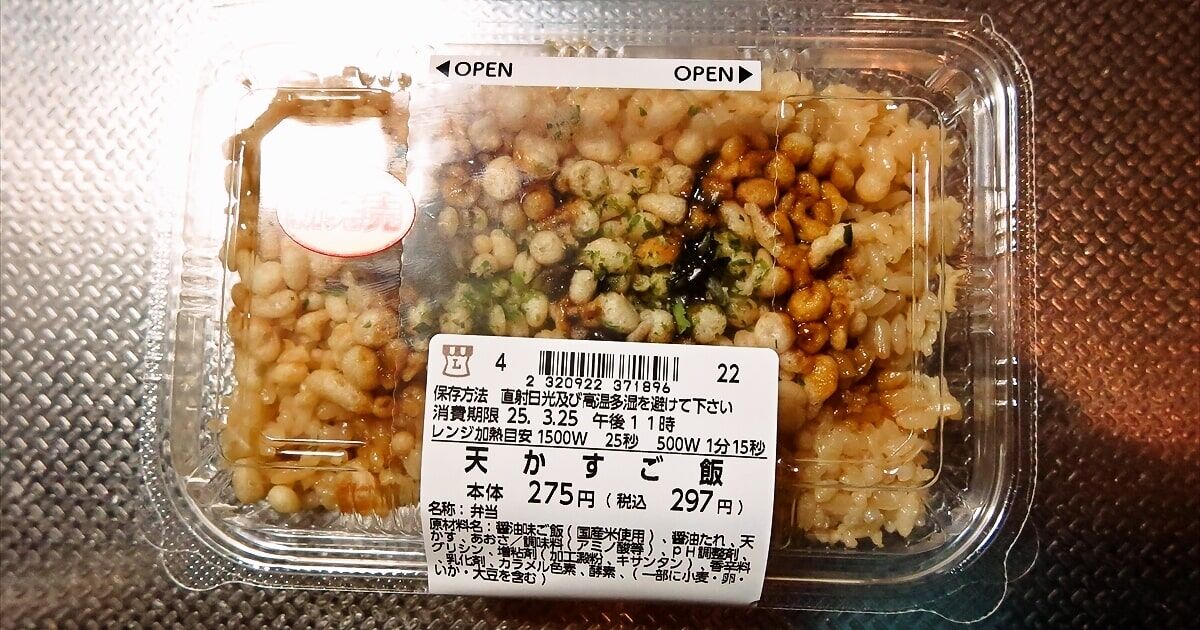 ◀OPEN OPEN▶
売
L 4 22
2 320922 371896
保存方法 直射日光及び高温多湿を避けて下さい
消費期限 25. 3.25 午後11時
レンジ加熱目安 1500W 25秒 500W 1分15秒
天かすご飯
本体 275円 (税込 297円)
名称:弁当
原材料名:醤油味ご飯(国産米使用)、醤油たれ、天
かす、あおさ/調味料(アミノ酸等)、pH調整剤、
グリシン、増粘剤(加工澱粉、キサンタン)、香辛料
、乳化剤、カラメル色素、酵素、(一部に小麦・卵・
いか・大豆を含む)